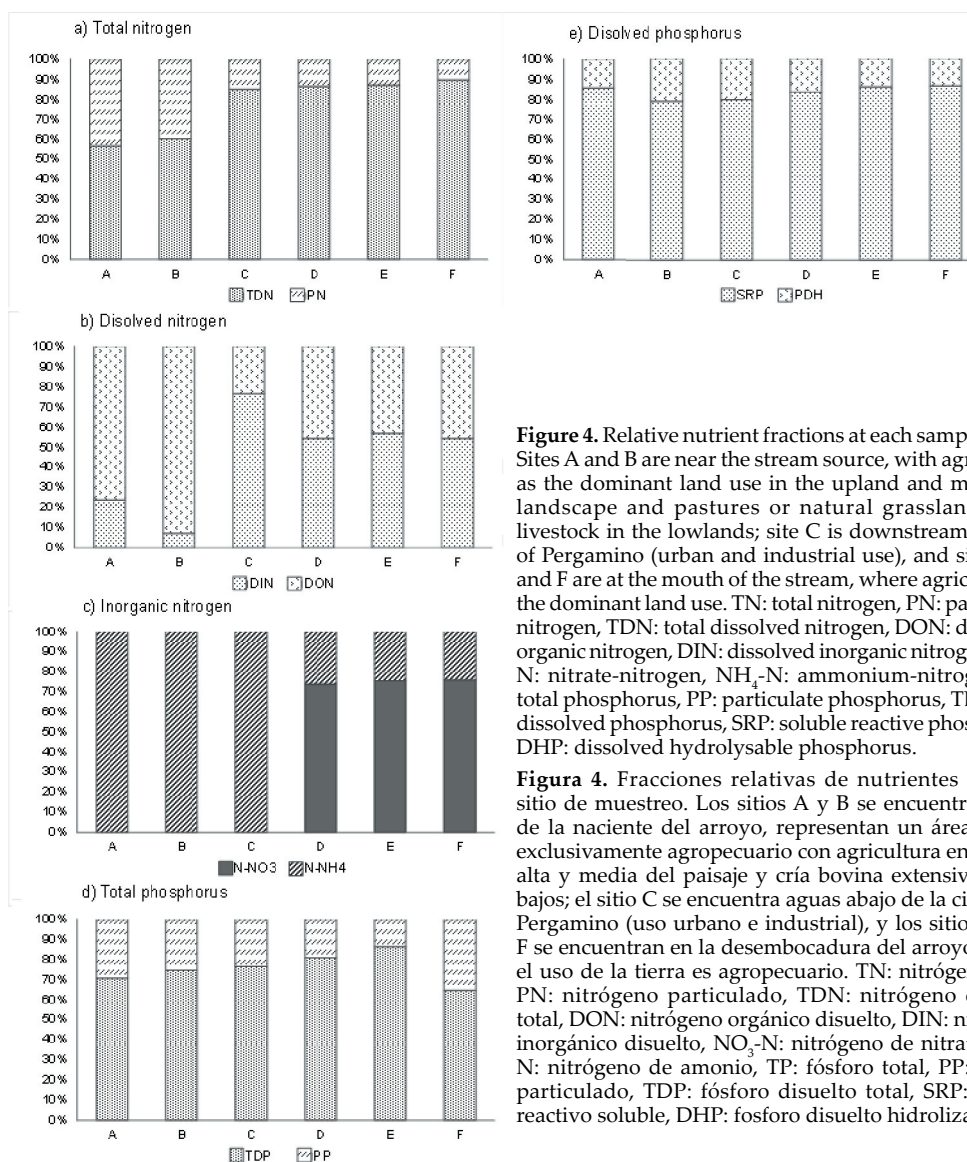 a) Total nitrogen
100%
90%
80%
70%
60%
50%
40%
30%
20%
10%
0%
A B C D E F
TDN PN
b) Disolved nitrogen
100%
90%
80%
70%
60%
50%
40%
30%
20%
10%
0%
A B C D E F
DIN DON
c) Inorganic nitrogen
100%
90%
80%
70%
60%
50%
40%
30%
20%
10%
0%
A B C D E F
N-NO3 N-NH4
d) Total phosphorus
100%
90%
80%
70%
60%
50%
40%
30%
20%
10%
0%
A B C D E F
TDP PP
e) Disolved phosphorus
100%
90%
80%
70%
60%
50%
40%
30%
20%
10%
0%
A B C D E F
SRP PDH
Figure 4. Relative nutrient fractions at each samp
Sites A and B are near the stream source, with agr
as the dominant land use in the upland and m
landscape and pastures or natural grasslan
livestock in the lowlands; site C is downstream
of Pergamino (urban and industrial use), and si
and F are at the mouth of the stream, where agric
the dominant land use. TN: total nitrogen, PN: pa
nitrogen, TDN: total dissolved nitrogen, DON: d
organic nitrogen, DIN: dissolved inorganic nitrog
N: nitrate-nitrogen, NH4-N: ammonium-nitrog
total phosphorus, PP: particulate phosphorus, T
dissolved phosphorus, SRP: soluble reactive phos
DHP: dissolved hydrolysable phosphorus.
Figura 4. Fracciones relativas de nutrientes
sitio de muestreo. Los sitios A y B se encuentr
de la naciente del arroyo, representan un área
exclusivamente agropecuario con agricultura en
alta y media del paisaje y cría bovina extensiv
bajos; el sitio C se encuentra aguas abajo de la ci
Pergamino (uso urbano e industrial), y los sitio
F se encuentran en la desembocadura del arroyo
el uso de la tierra es agropecuario. TN: nitróge
PN: nitrógeno particulado, TDN: nitrógeno
total, DON: nitrógeno orgánico disuelto, DIN: n
inorgánico disuelto, NO3-N: nitrógeno de nitra
N: nitrógeno de amonio, TP: fósforo total, PP:
particulado, TDP: fósforo disuelto total, SRP:
reactivo soluble, DHP: fosforo disuelto hidroliza